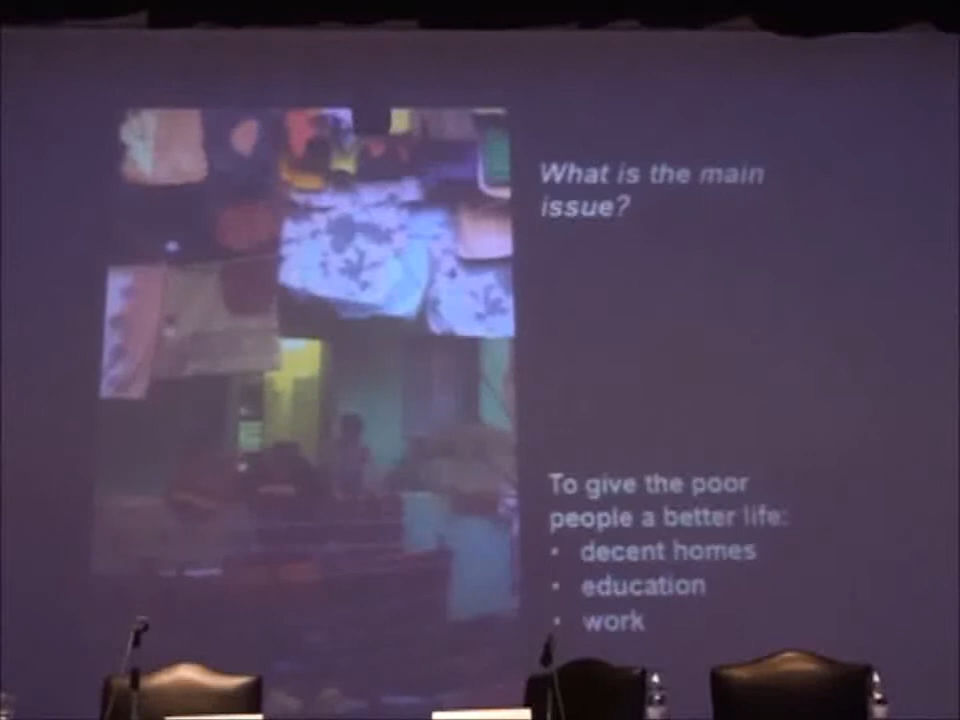 What is the main
issue?
To give the poor
people a better life:
• decent homes
• education
• work